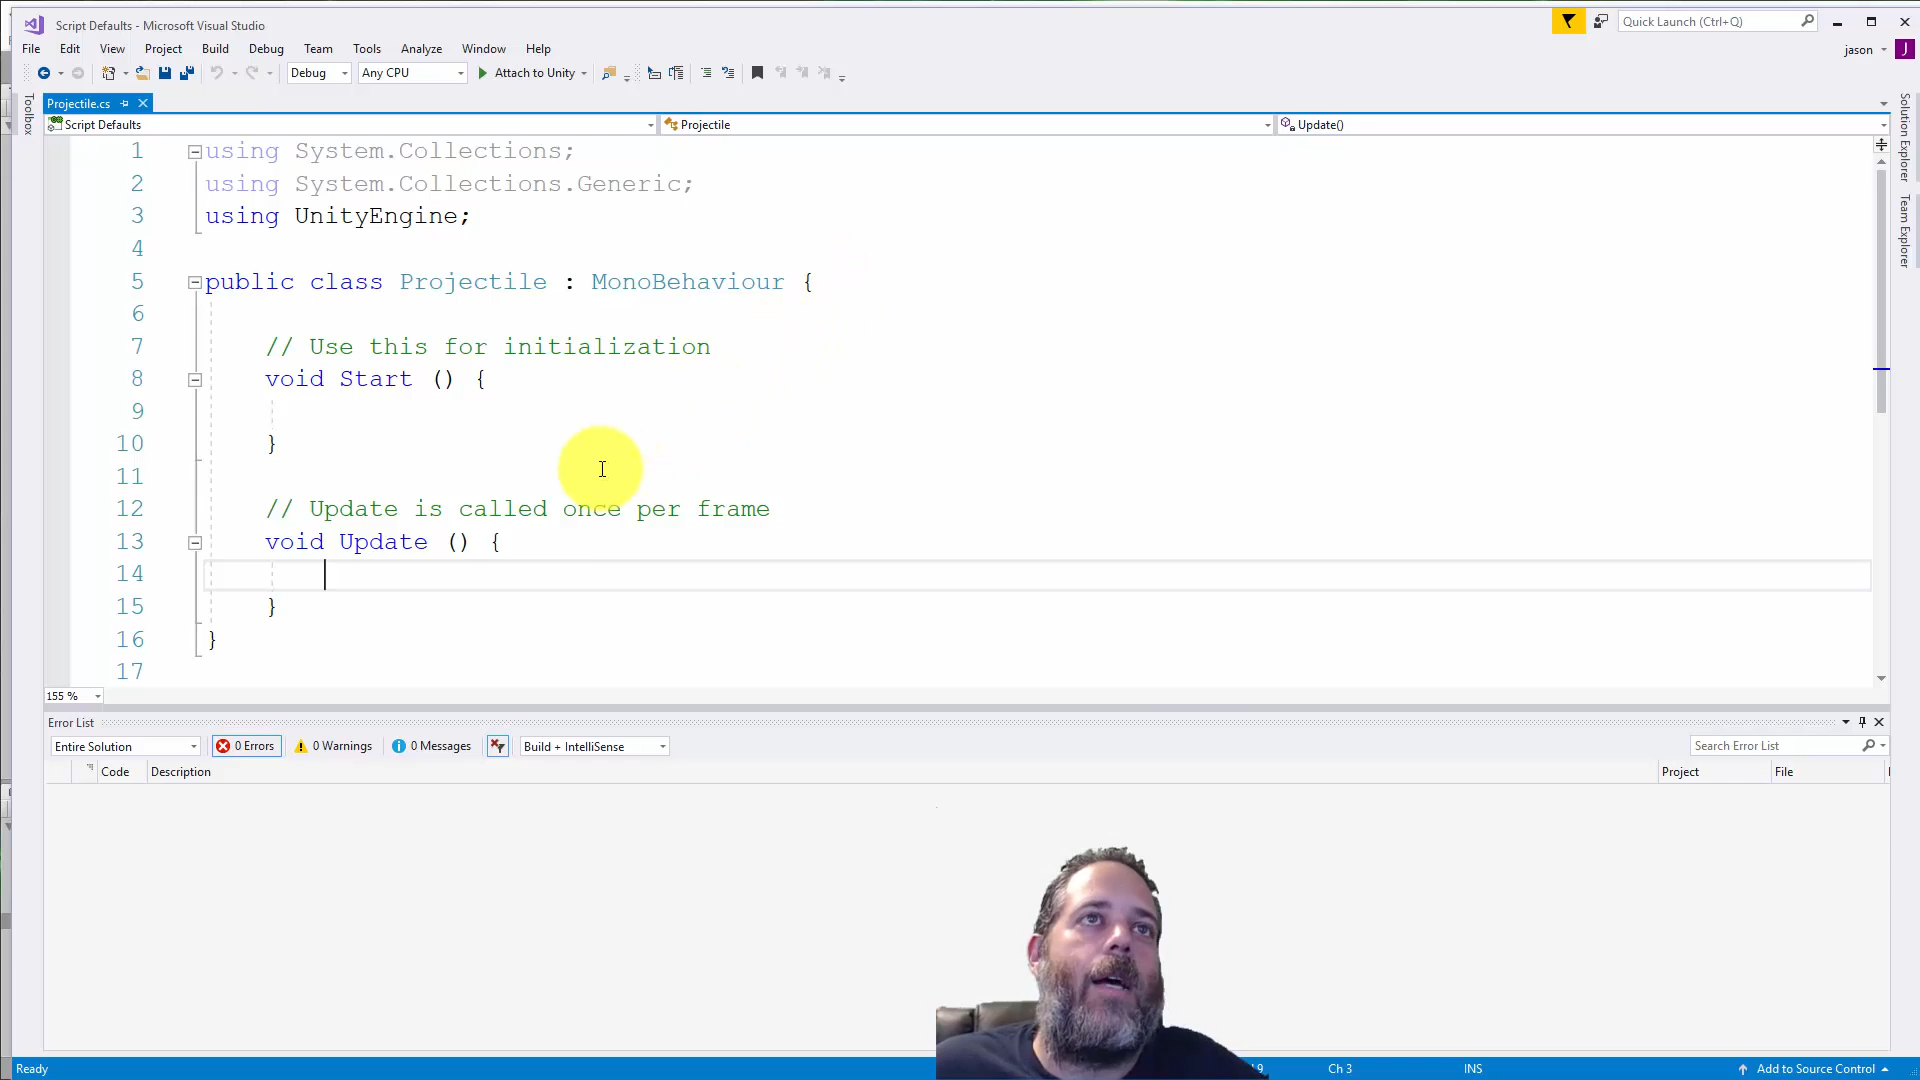 Script Defaults - Microsoft Visual Studio
Quick Launch (Ctrl+Q)
File Edit View Project Build Debug Team Tools Analyze Window Help
jason J
Debug Any CPU Attach to Unity
Toolbox
Projectile.cs
Script Defaults Projectile Update()
1 using System.Collections;
2 using System.Collections.Generic;
3 using UnityEngine;
4
5 public class Projectile : MonoBehaviour {
6
7 // Use this for initialization
8 void Start () {
9
10 }
11
12 // Update is called once per frame
13 void Update () {
14
15 }
16 }
17
Solution Explorer
Team Explorer
155 %
Error List
Entire Solution 0 Errors 0 Warnings 0 Messages Build + IntelliSense Search Error List
Code Description Project File
Ready Ch 3 INS Add to Source Control